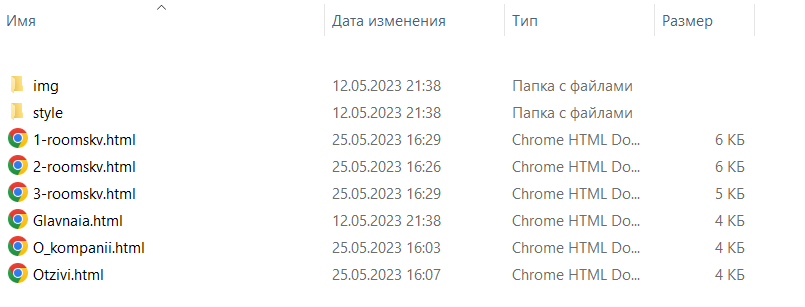 Имя Дата изменения Тип Размер
img 12.05.2023 21:38 Папка с файлами
style 12.05.2023 21:38 Папка с файлами
1-roomskv.html 25.05.2023 16:29 Chrome HTML Do... 6 КБ
2-roomskv.html 25.05.2023 16:26 Chrome HTML Do... 6 КБ
3-roomskv.html 25.05.2023 16:29 Chrome HTML Do... 5 КБ
Glavnaia.html 12.05.2023 21:38 Chrome HTML Do... 4 КБ
O_kompanii.html 25.05.2023 16:03 Chrome HTML Do... 4 КБ
Otzivi.html 25.05.2023 16:07 Chrome HTML Do... 4 КБ